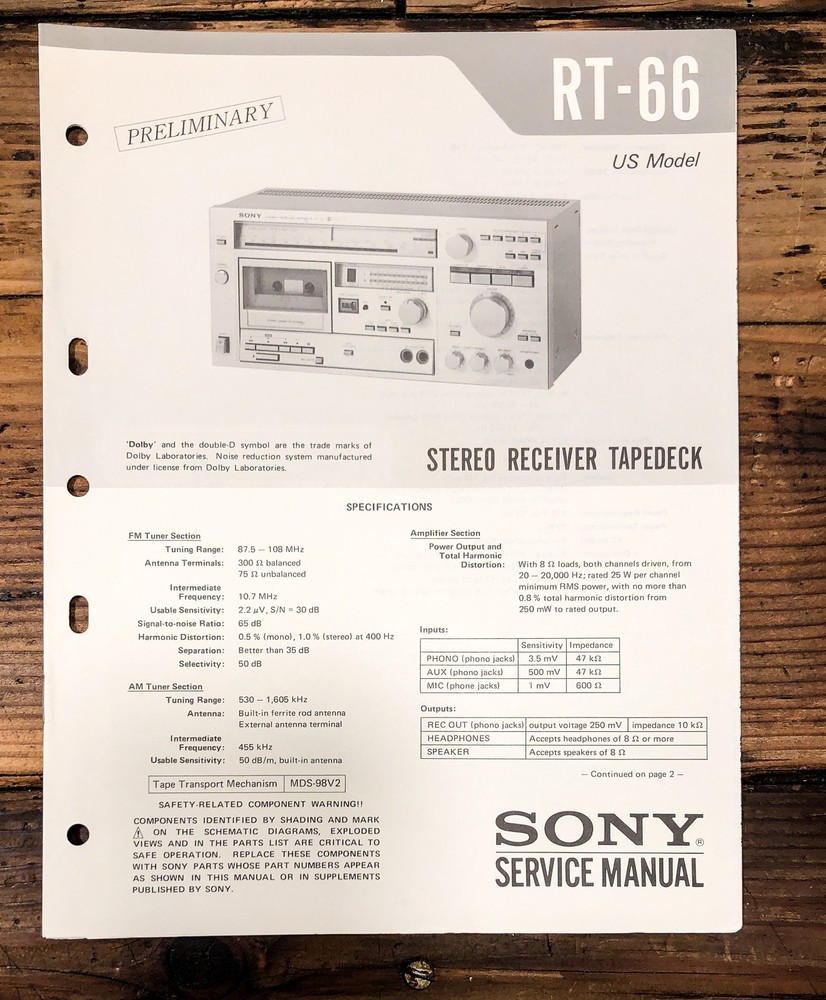 RT-66
PRELIMINARY
US Model
SONY
'Dolby' and the double-D symbol are the trade marks of
Dolby Laboratories. Noise reduction system manufactured
under license from Dolby Laboratories.
STEREO RECEIVER TAPEDECK
SPECIFICATIONS
FM Tuner Section
Tuning Range: 87.5 – 108 MHz
Antenna Terminals: 300 Ω balanced
75 Ω unbalanced
Intermediate
Frequency: 10.7 MHz
Usable Sensitivity: 2.2 μV, S/N = 30 dB
Signal-to-noise Ratio: 65 dB
Harmonic Distortion: 0.5 % (mono), 1.0 % (stereo) at 400 Hz
Separation: Better than 35 dB
Selectivity: 50 dB
AM Tuner Section
Tuning Range: 530 – 1,605 kHz
Antenna: Built-in ferrite rod antenna
External antenna terminal
Intermediate
Frequency: 455 kHz
Usable Sensitivity: 50 dB/m, built-in antenna
Tape Transport Mechanism MDS-98V2
SAFETY-RELATED COMPONENT WARNING!!
COMPONENTS IDENTIFIED BY SHADING AND MARK
⚠ ON THE SCHEMATIC DIAGRAMS, EXPLODED
VIEWS AND IN THE PARTS LIST ARE CRITICAL TO
SAFE OPERATION. REPLACE THESE COMPONENTS
WITH SONY PARTS WHOSE PART NUMBERS APPEAR
AS SHOWN IN THIS MANUAL OR IN SUPPLEMENTS
PUBLISHED BY SONY.
Amplifier Section
Power Output and
Total Harmonic
Distortion: With 8 Ω loads, both channels driven, from
20 – 20,000 Hz; rated 25 W per channel
minimum RMS power, with no more than
0.8 % total harmonic distortion from
250 mW to rated output.
Inputs:
Sensitivity Impedance
PHONO (phono jacks) 3.5 mV 47 kΩ
AUX (phono jacks) 500 mV 47 kΩ
MIC (phone jacks) 1 mV 600 Ω
Outputs:
REC OUT (phono jacks) output voltage 250 mV impedance 10 kΩ
HEADPHONES Accepts headphones of 8 Ω or more
SPEAKER Accepts speakers of 8 Ω
– Continued on page 2 –
SONY®
SERVICE MANUAL